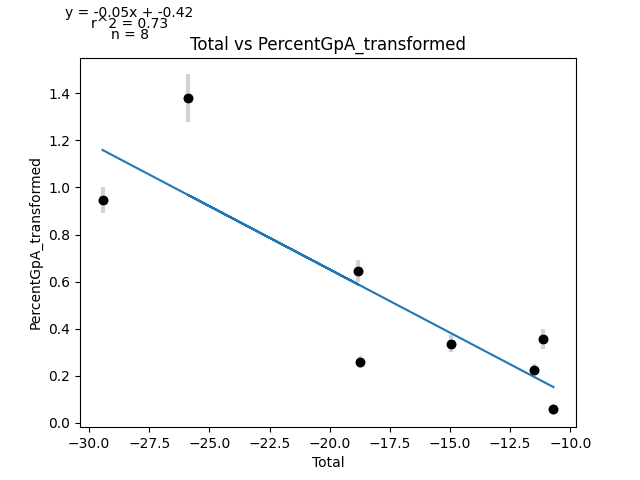 y = -0.05x + -0.42
r^2 = 0.73
n = 8
Total vs PercentGpA_transformed
PercentGpA_transformed
1.4
1.2
1.0
0.8
0.6
0.4
0.2
0.0
−30.0 −27.5 −25.0 −22.5 −20.0 −17.5 −15.0 −12.5 −10.0
Total